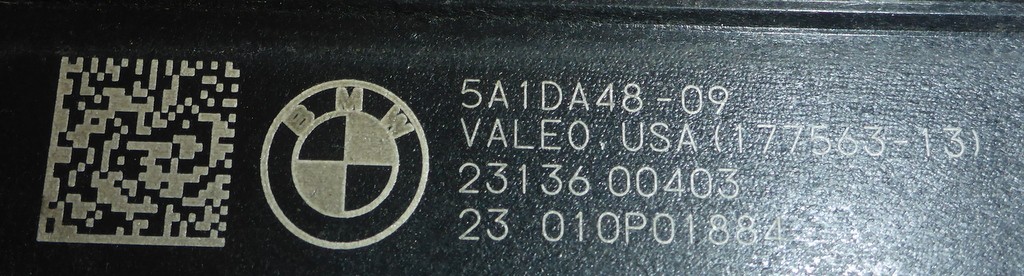 BMW
5A1DA48-09
VALEO, USA (177563-13)
23136 00403
23 010P01884